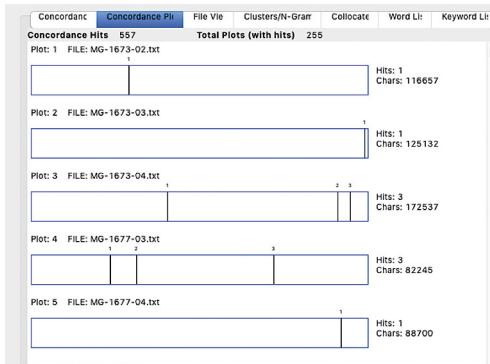 Concordanc Concordance Plo File Vie Clusters/N-Gram Collocate Word Lis Keyword Lis
Concordance Hits 557 Total Plots (with hits) 255
Plot: 1 FILE: MG-1673-02.txt
1
Hits: 1
Chars: 116657
Plot: 2 FILE: MG-1673-03.txt
1
Hits: 1
Chars: 125132
Plot: 3 FILE: MG-1673-04.txt
1 2 3
Hits: 3
Chars: 172537
Plot: 4 FILE: MG-1677-03.txt
1 2 3
Hits: 3
Chars: 82245
Plot: 5 FILE: MG-1677-04.txt
1
Hits: 1
Chars: 88700